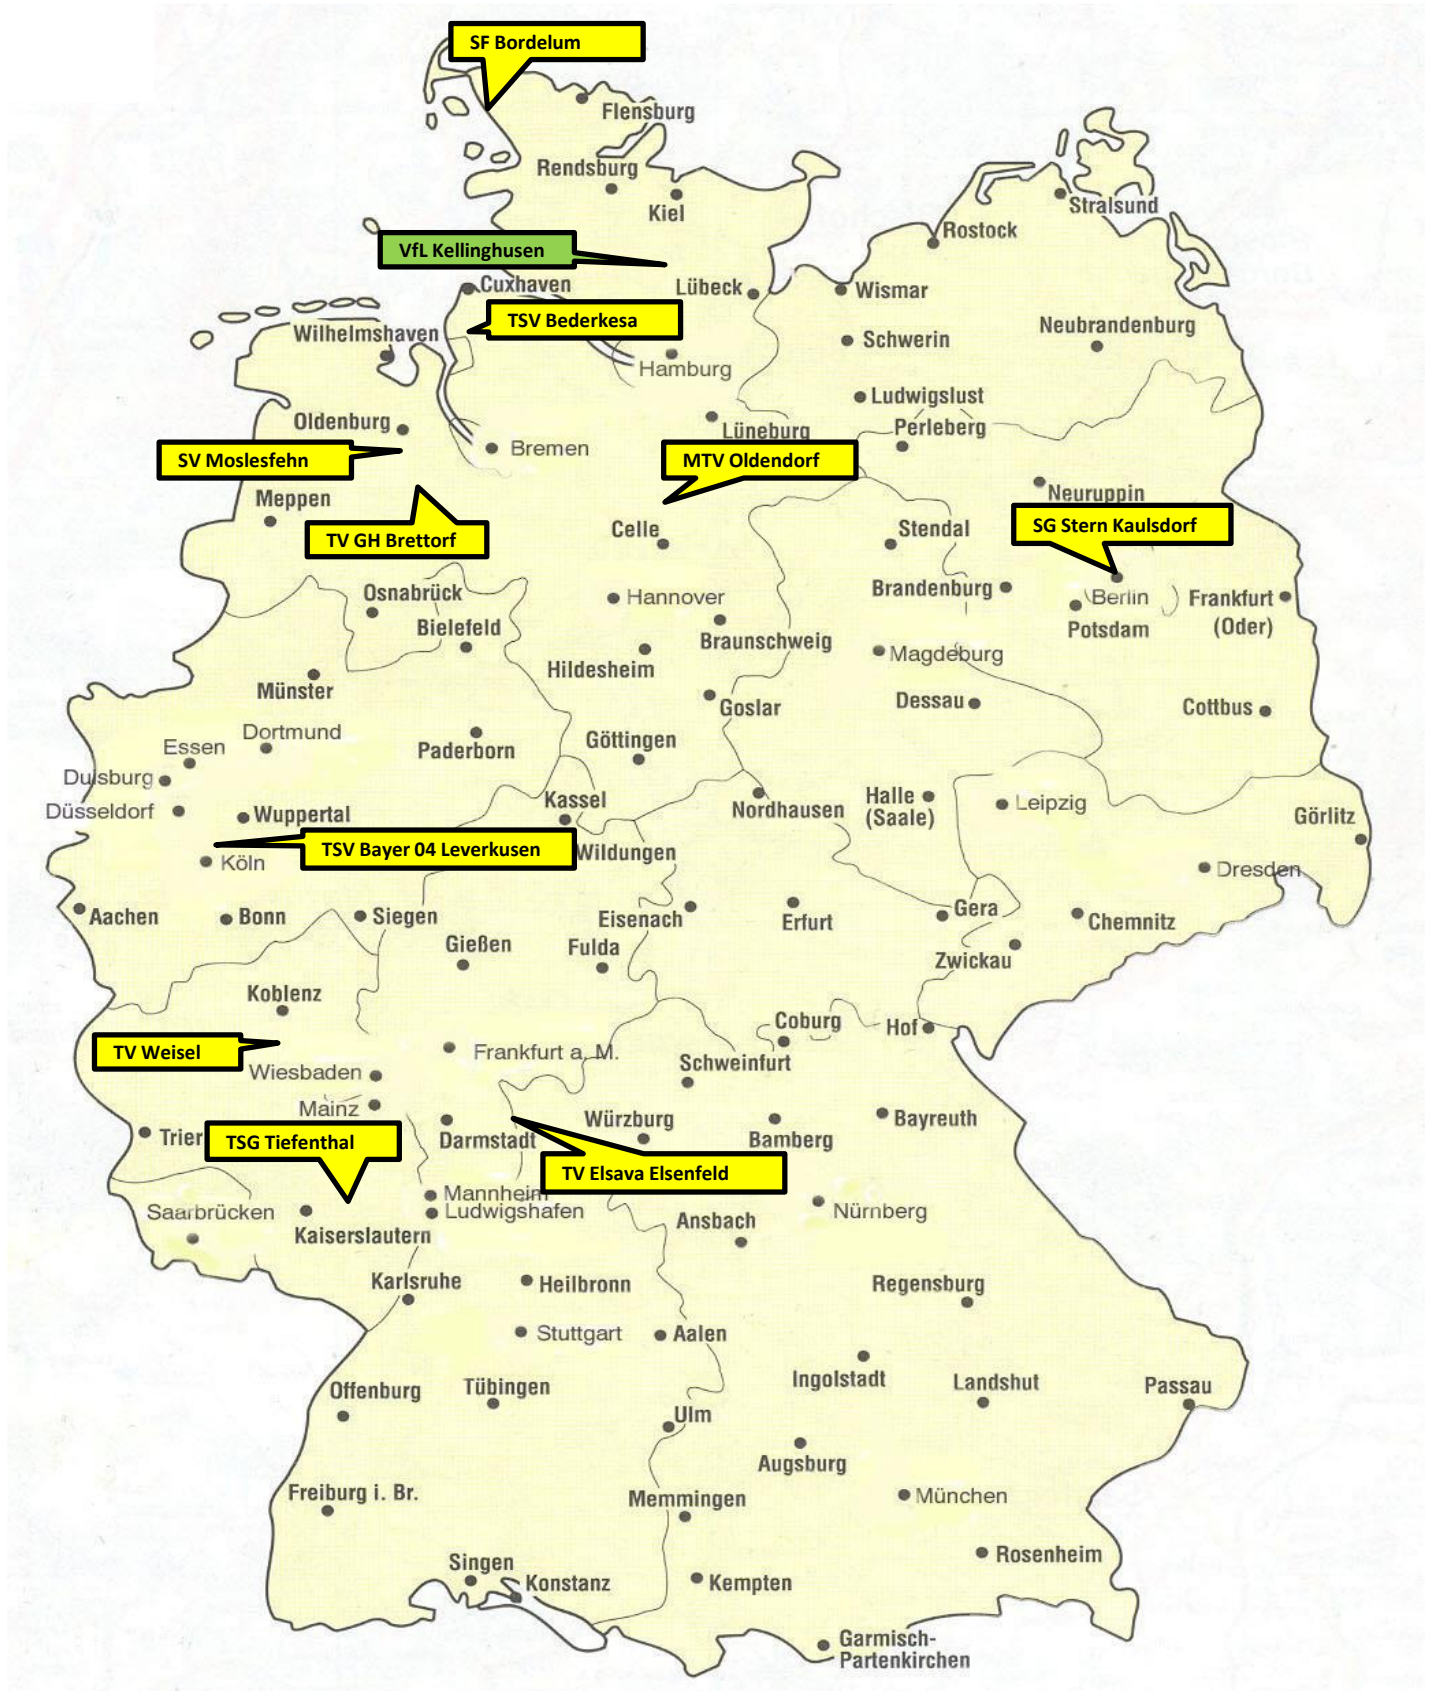 SF Bordelum
Flensburg
Rendsburg
Kiel
Stralsund
Rostock
VfL Kellinghusen
Cuxhaven
Lübeck
Wismar
TSV Bederkesa
Wilhelmshaven
Schwerin
Neubrandenburg
Hamburg
Ludwigslust
Oldenburg
Lüneburg
Perleberg
Bremen
SV Moslesfehn
MTV Oldendorf
Meppen
Neuruppin
TV GH Brettorf
Celle
Stendal
SG Stern Kaulsdorf
Osnabrück
Hannover
Brandenburg
Berlin
Frankfurt
(Oder)
Bielefeld
Braunschweig
Potsdam
Hildesheim
Magdeburg
Münster
Goslar
Dessau
Cottbus
Dortmund
Essen
Paderborn
Göttingen
Duisburg
Düsseldorf
Wuppertal
Kassel
Nordhausen
Halle
(Saale)
Leipzig
Görlitz
TSV Bayer 04 Leverkusen
Wildungen
Köln
Dresden
Aachen
Bonn
Siegen
Eisenach
Erfurt
Gera
Chemnitz
Gießen
Fulda
Zwickau
Koblenz
Coburg
Hof
TV Weisel
Frankfurt a. M.
Schweinfurt
Wiesbaden
Mainz
Würzburg
Bayreuth
Trier
TSG Tiefenthal
Darmstadt
Bamberg
TV Elsava Elsenfeld
Mannheim
Ludwigshafen
Saarbrücken
Nürnberg
Kaiserslautern
Ansbach
Karlsruhe
Heilbronn
Regensburg
Stuttgart
Aalen
Offenburg
Tübingen
Ingolstadt
Landshut
Passau
Ulm
Augsburg
Freiburg i. Br.
Memmingen
München
Singen
Rosenheim
Konstanz
Kempten
Garmisch-
Partenkirchen